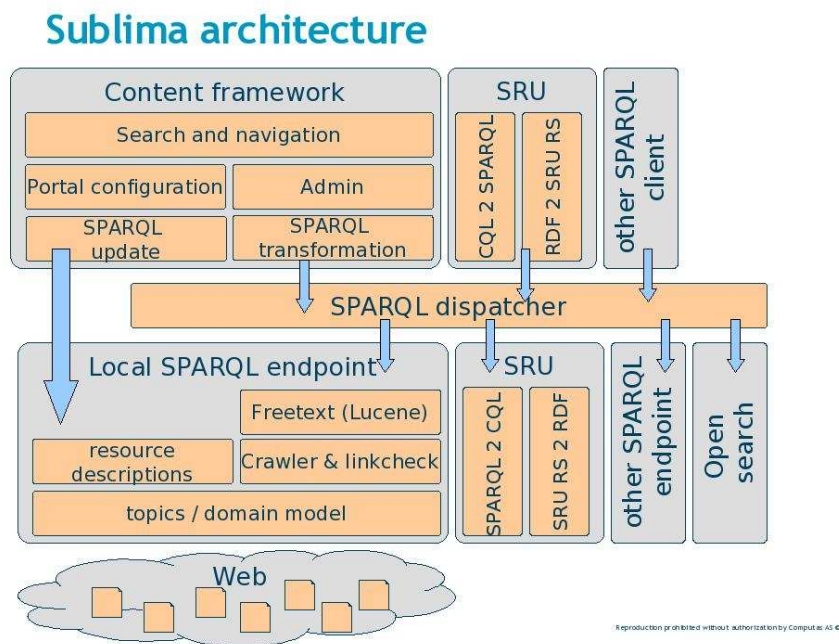 Sublima architecture
Content framework
Search and navigation
Portal configuration
Admin
SPARQL
update
SPARQL
transformation
SRU
CQL 2 SPARQL
RDF 2 SRU RS
other SPARQL
client
SPARQL dispatcher
Local SPARQL endpoint
Freetext (Lucene)
resource
descriptions
Crawler & linkcheck
topics / domain model
SRU
SPARQL 2 CQL
SRU RS 2 RDF
other SPARQL
endpoint
Open
search
Web
Reproduction prohibited without authorization by Computas AS ©